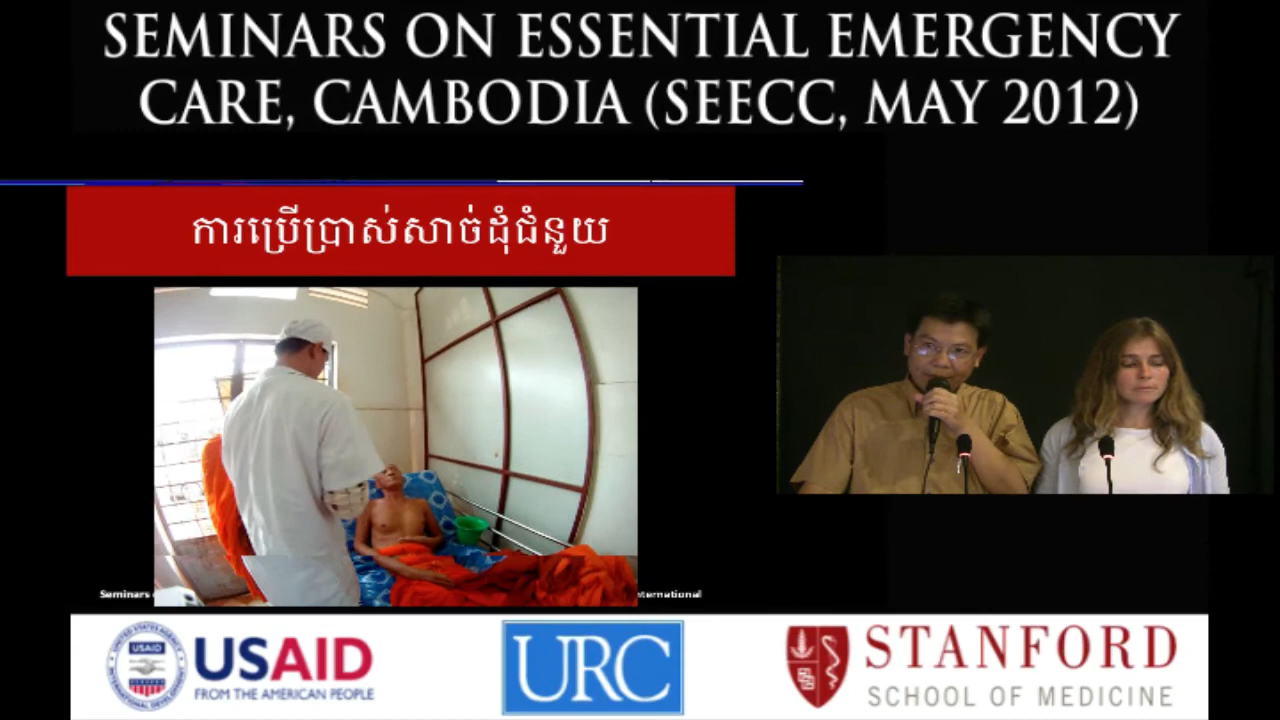 SEMINARS ON ESSENTIAL EMERGENCY
CARE, CAMBODIA (SEECC, MAY 2012)
ការប្រើប្រាស់សាច់ដុំជំនួយ
Seminars
International
USAID
USAID
FROM THE AMERICAN PEOPLE
URC
STANFORD
SCHOOL OF MEDICINE